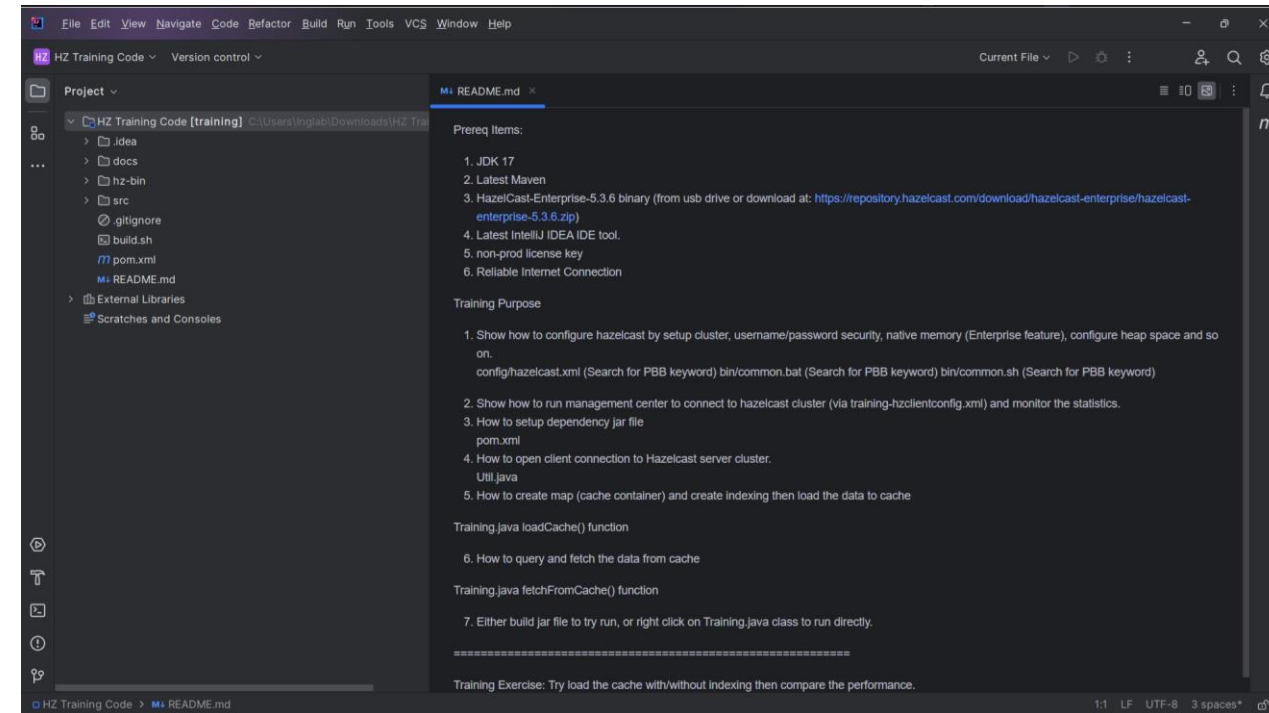 File Edit View Navigate Code Refactor Build Run Tools VCS Window Help
HZ HZ Training Code Version control Current File
Project
README.md
HZ Training Code [training] C:\Users\Inglab\Downloads\HZ Trai
.idea
docs
hz-bin
src
.gitignore
build.sh
pom.xml
README.md
External Libraries
Scratches and Consoles
Prereq Items:
1. JDK 17
2. Latest Maven
3. HazelCast-Enterprise-5.3.6 binary (from usb drive or download at: https://repository.hazelcast.com/download/hazelcast-enterprise/hazelcast-
enterprise-5.3.6.zip)
4. Latest IntelliJ IDEA IDE tool.
5. non-prod license key
6. Reliable Internet Connection
Training Purpose
1. Show how to configure hazelcast by setup cluster, username/password security, native memory (Enterprise feature), configure heap space and so
on.
config/hazelcast.xml (Search for PBB keyword) bin/common.bat (Search for PBB keyword) bin/common.sh (Search for PBB keyword)
2. Show how to run management center to connect to hazelcast cluster (via training-hzclientconfig.xml) and monitor the statistics.
3. How to setup dependency jar file
pom.xml
4. How to open client connection to Hazelcast server cluster.
Util.java
5. How to create map (cache container) and create indexing then load the data to cache
Training.java loadCache() function
6. How to query and fetch the data from cache
Training.java fetchFromCache() function
7. Either build jar file to try run, or right click on Training.java class to run directly.
============================================================
Training Exercise: Try load the cache with/without indexing then compare the performance.
HZ Training Code > README.md 1:1 LF UTF-8 3 spaces*